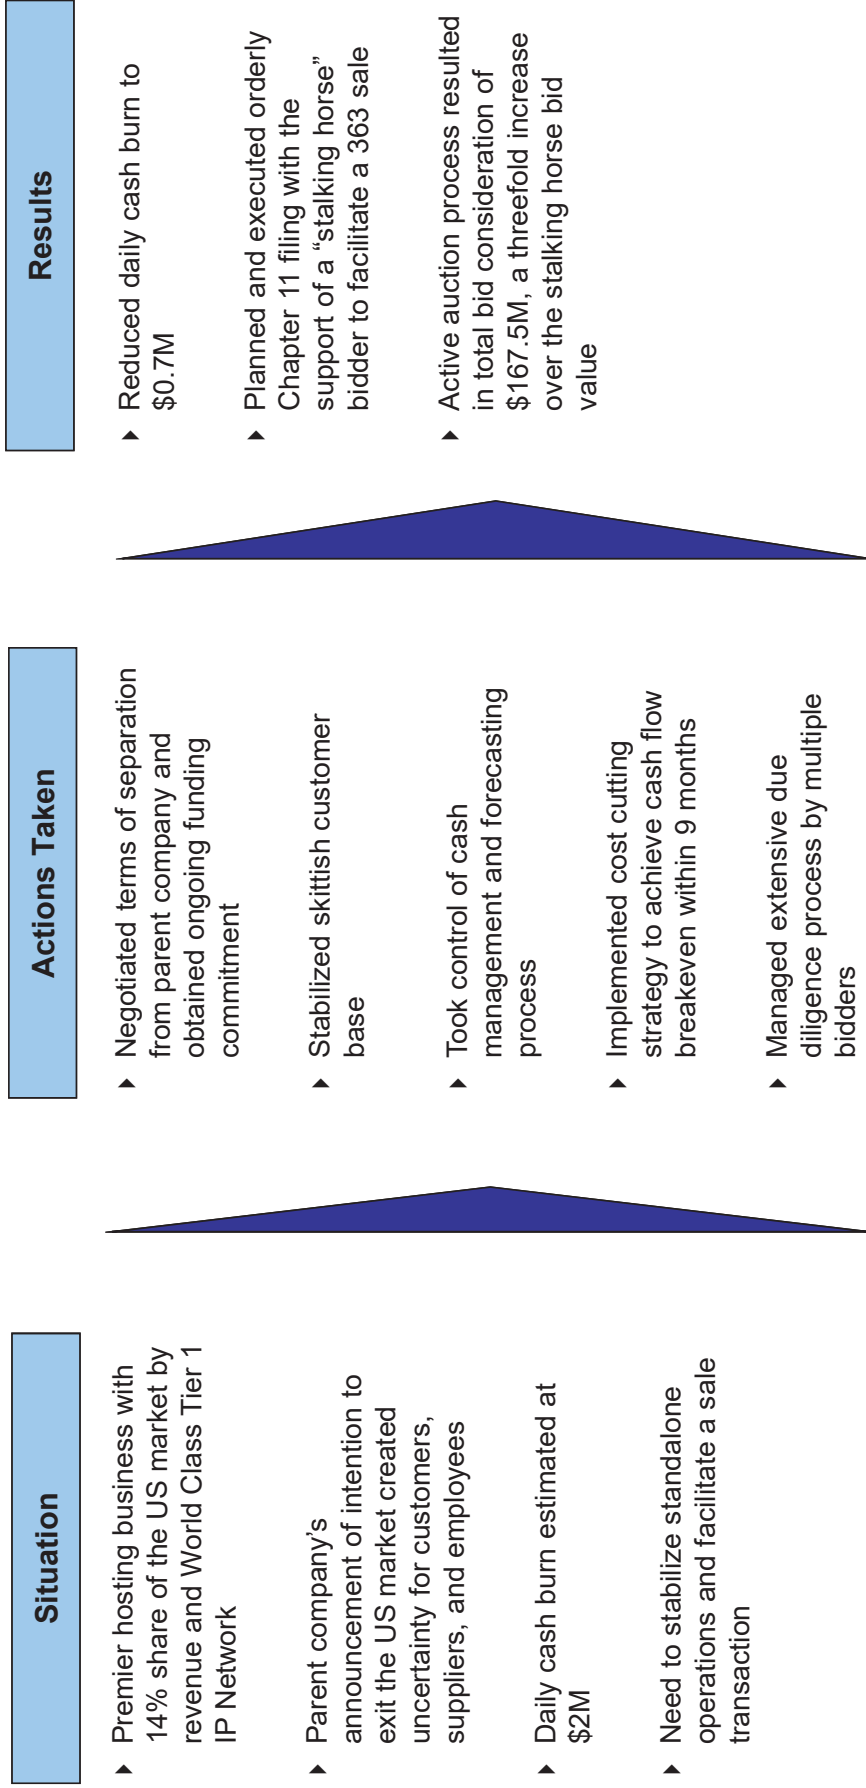 Situation
Premier hosting business with
14% share of the US market by
revenue and World Class Tier 1
IP Network
Parent company's
announcement of intention to
exit the US market created
uncertainty for customers,
suppliers, and employees
Daily cash burn estimated at
$2M
Need to stabilize standalone
operations and facilitate a sale
transaction
Actions Taken
Negotiated terms of separation
from parent company and
obtained ongoing funding
commitment
Stabilized skittish customer
base
Took control of cash
management and forecasting
process
Implemented cost cutting
strategy to achieve cash flow
breakeven within 9 months
Managed extensive due
diligence process by multiple
bidders
Results
Reduced daily cash burn to
$0.7M
Planned and executed orderly
Chapter 11 filing with the
support of a “stalking horse”
bidder to facilitate a 363 sale
Active auction process resulted
in total bid consideration of
$167.5M, a threefold increase
over the stalking horse bid
value